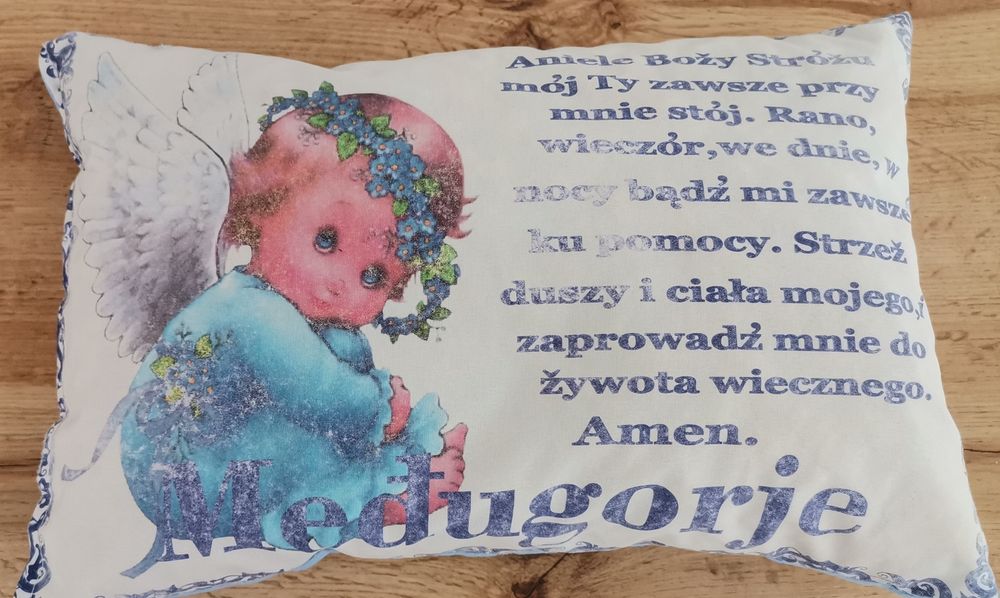 Aniele Boży Stróżu
mój Ty zawsze przy
mnie stój. Rano,
wieczór,we dnie, w
nocy bądź mi zawsze
ku pomocy. Strzeż
duszy i ciała mojego,i
zaprowadź mnie do
żywota wiecznego.
Amen.
Međugorje